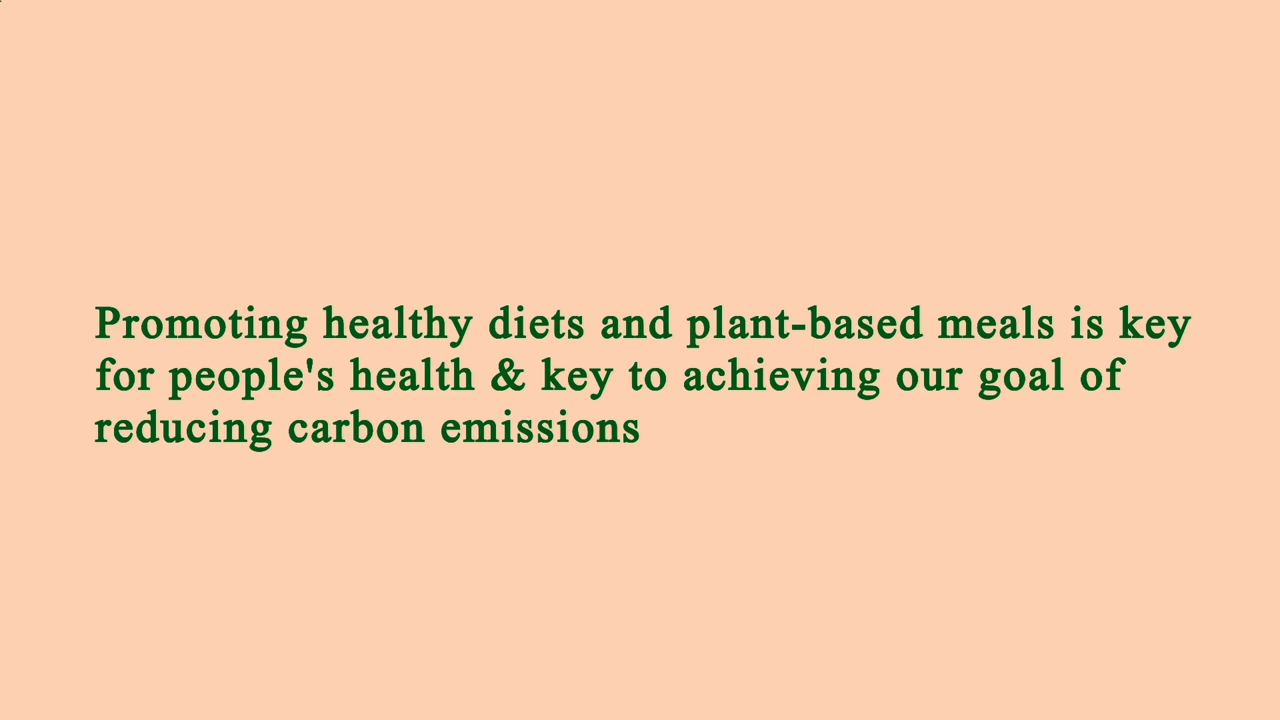 Promoting healthy diets and plant-based meals is key
for people's health & key to achieving our goal of
reducing carbon emissions